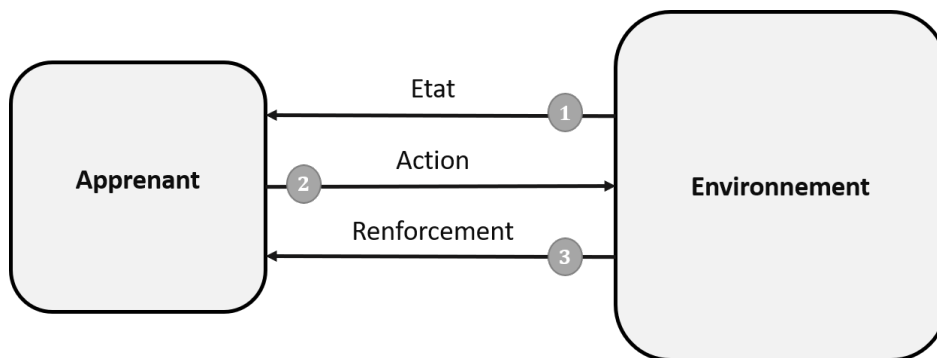 Etat
1
Apprenant
Action
2
Environnement
Renforcement
3